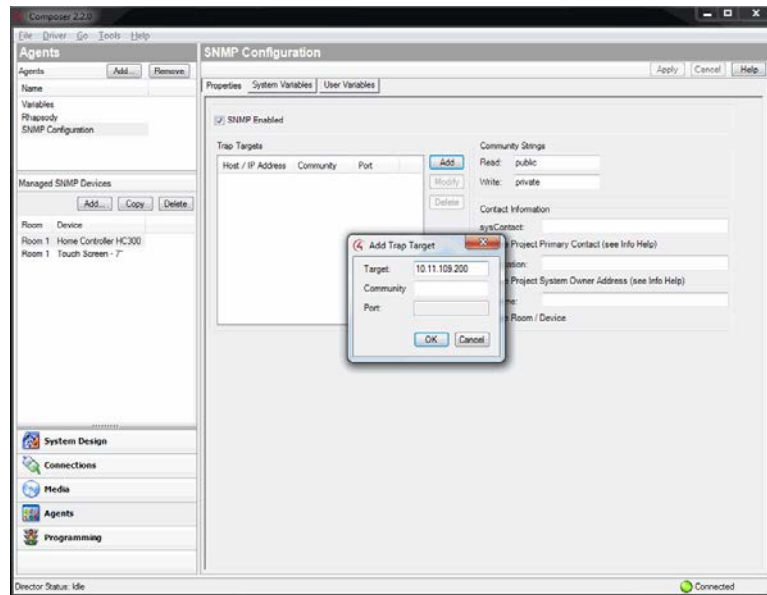 Composer 2.2.0
File Driver Go Tools Help
Agents
Agents Add... Remove
Name
Variables
Rhapsody
SNMP Configuration
Managed SNMP Devices
Add... Copy Delete
Room Device
Room 1 Home Controller HC300
Room 1 Touch Screen - 7"
System Design
Connections
Media
Agents
Programming
SNMP Configuration
Apply Cancel Help
Properties System Variables User Variables
SNMP Enabled
Trap Targets
Host / IP Address Community Port
Add
Modify
Delete
Community Strings
Read: public
Write: private
Contact Information
sysContact:
Project Primary Contact (see Info Help)
Project System Owner Address (see Info Help)
Room / Device
Add Trap Target
Target: 10.11.109.200
Community
Port:
OK Cancel
Director Status: Idle
Connected